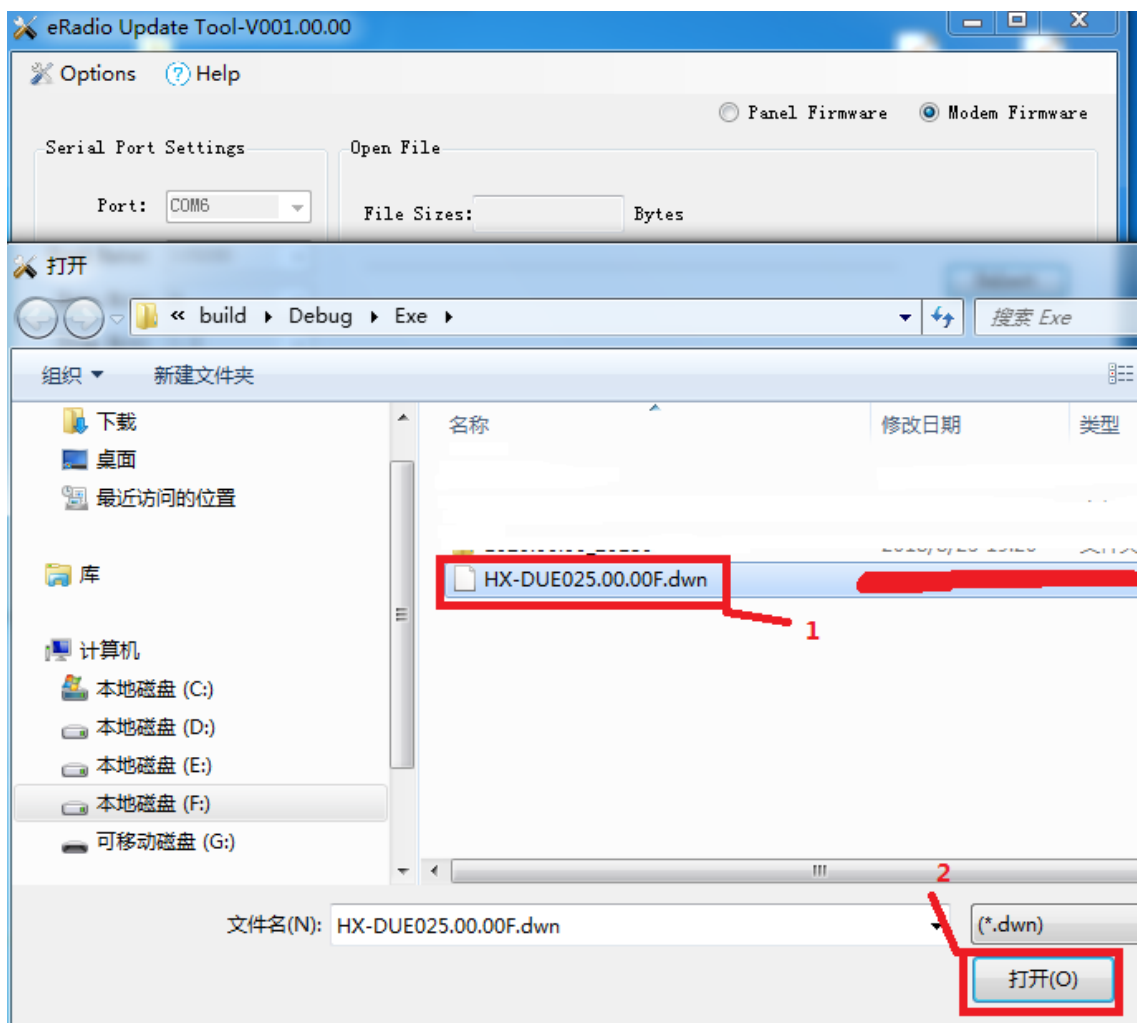 eRadio Update Tool-V001.00.00
Options Help
Panel Firmware Modem Firmware
Serial Port Settings Open File
Port: COM6 File Sizes: Bytes
打开
« build Debug Exe 搜索 Exe
组织 新建文件夹
下载 名称 修改日期 类型
桌面
最近访问的位置
库
HX-DUE025.00.00F.dwn
1
计算机
本地磁盘 (C:)
本地磁盘 (D:)
本地磁盘 (E:)
本地磁盘 (F:)
可移动磁盘 (G:)
2
文件名(N): HX-DUE025.00.00F.dwn (*.dwn)
打开(O)